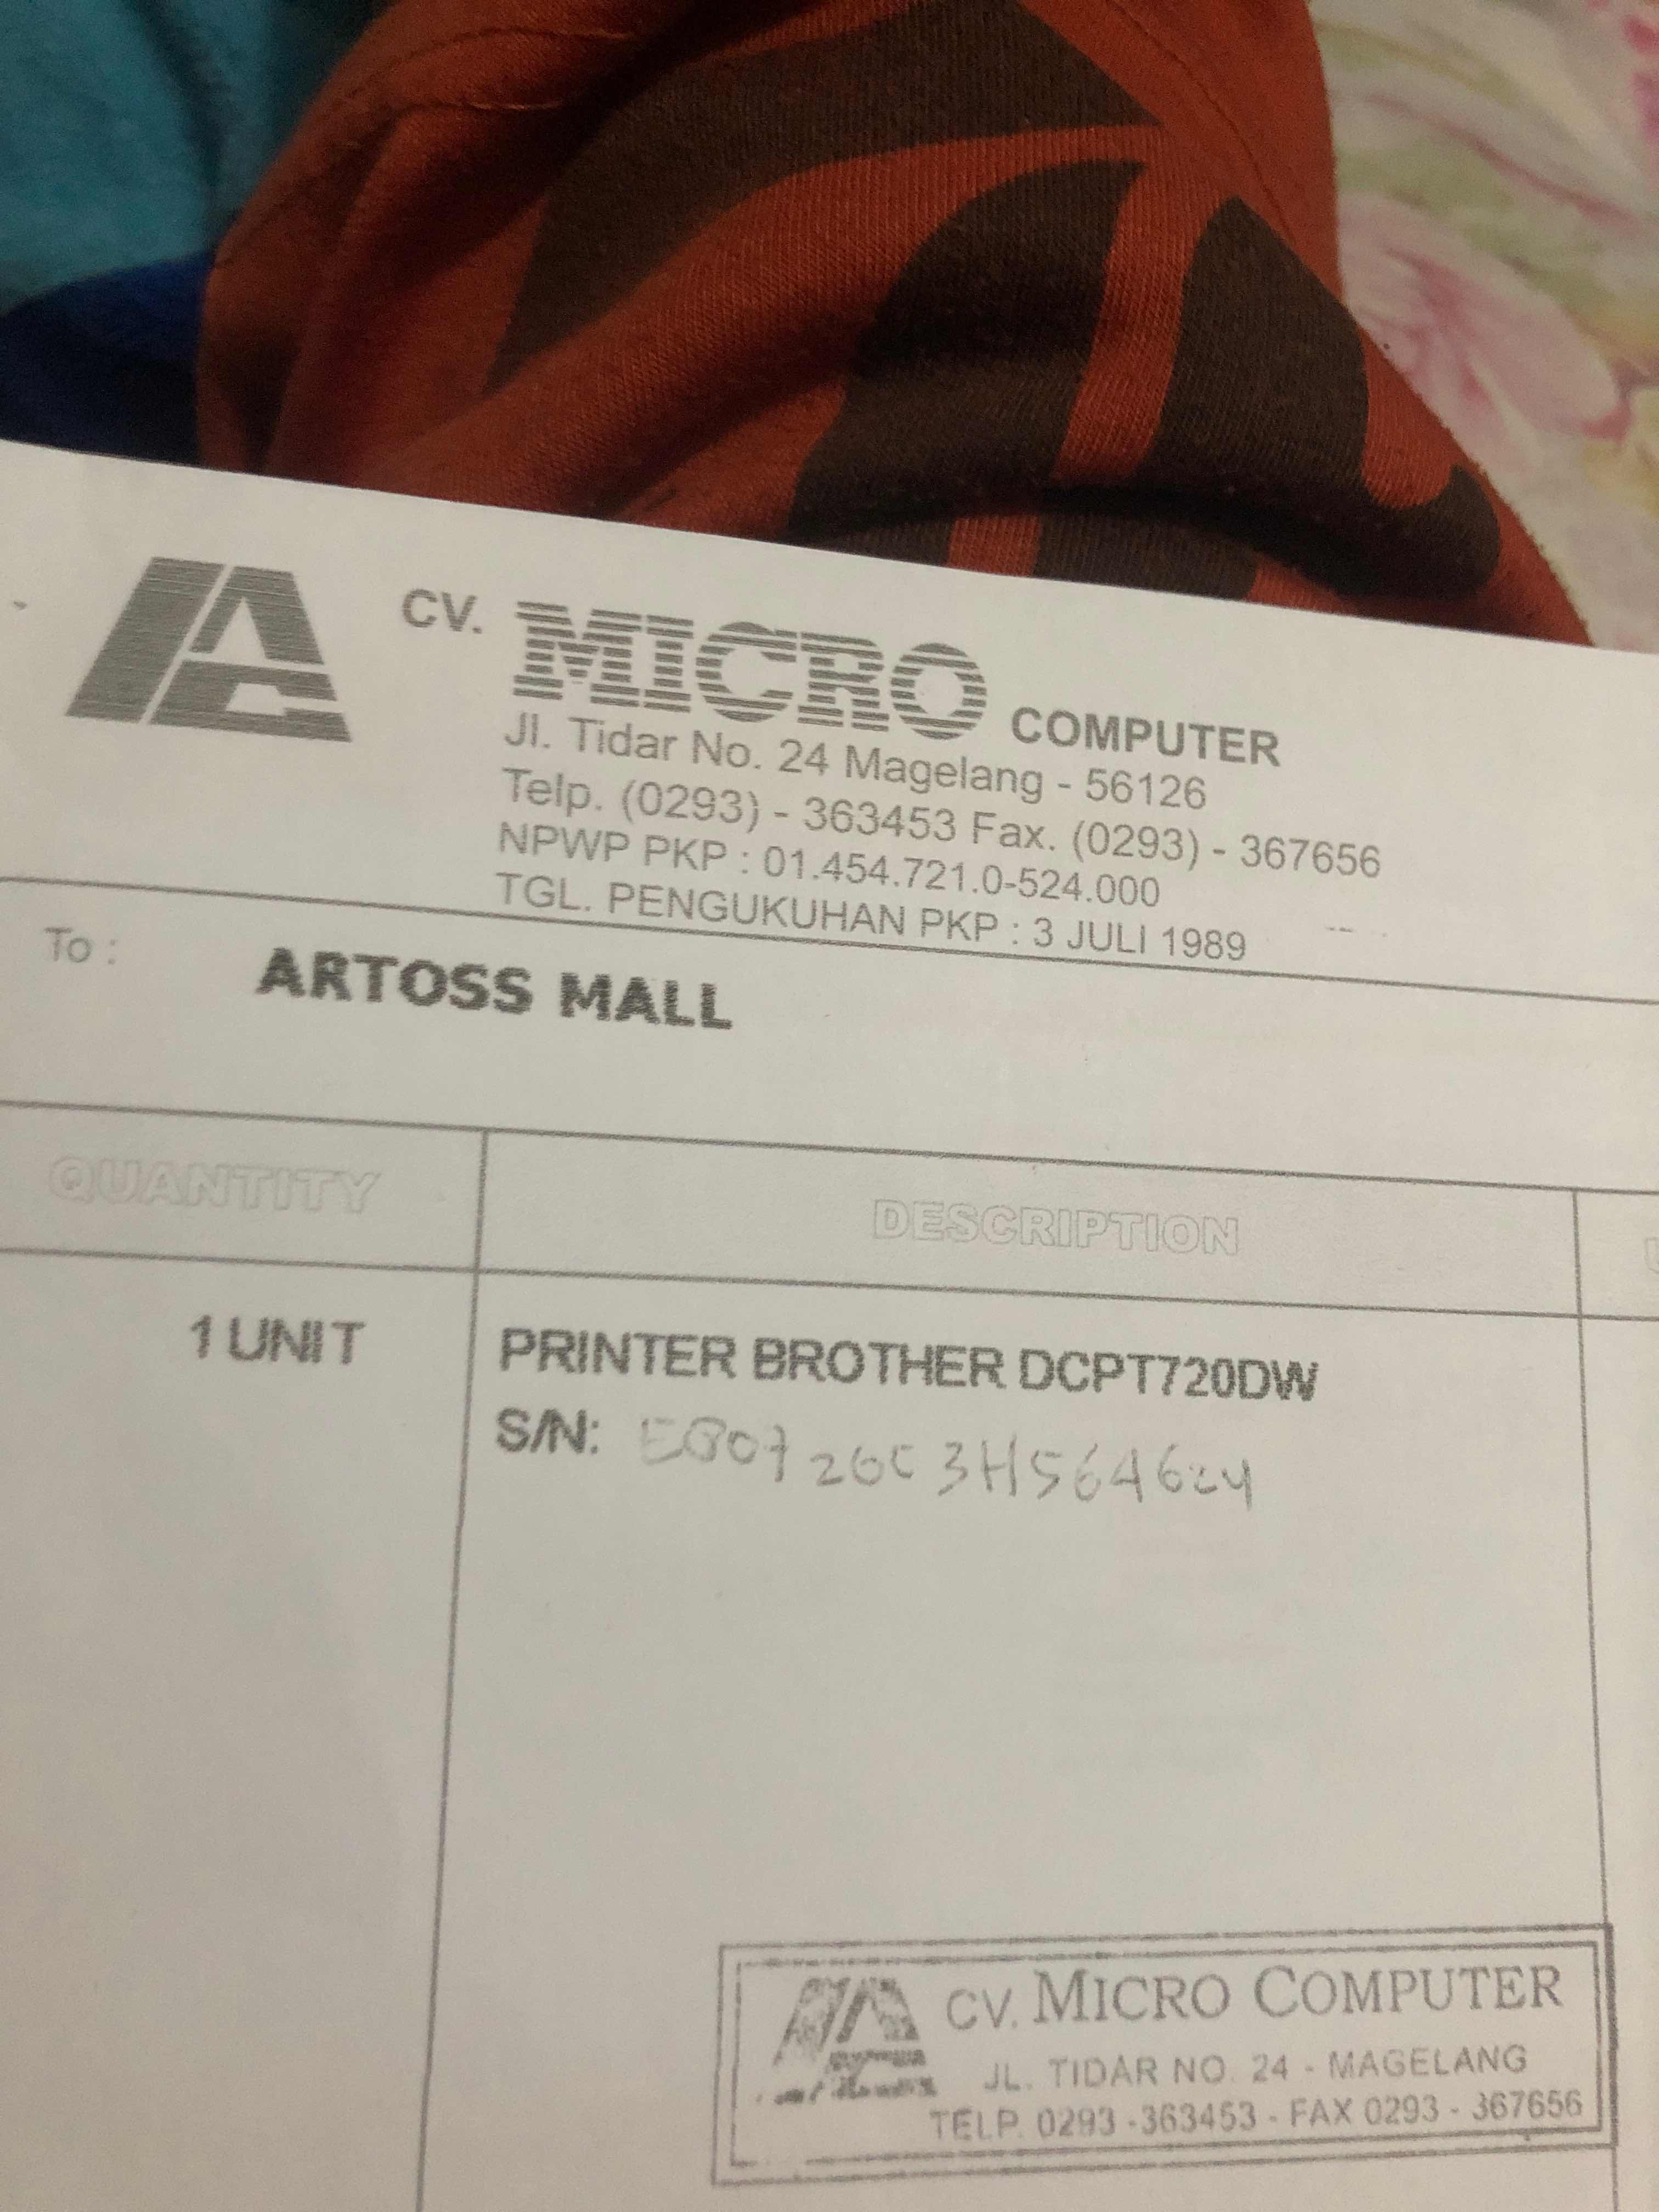 CV. MICRO COMPUTER
Jl. Tidar No. 24 Magelang - 56126
Telp. (0293) - 363453 Fax. (0293) - 367656
NPWP PKP : 01.454.721.0-524.000
TGL. PENGUKUHAN PKP : 3 JULI 1989
To : ARTOSS MALL
QUANTITY DESCRIPTION
1 UNIT PRINTER BROTHER DCPT720DW
S/N:
CV. MICRO COMPUTER
JL. TIDAR NO. 24 - MAGELANG
TELP. 0293 -363453 - FAX 0293 - 367656